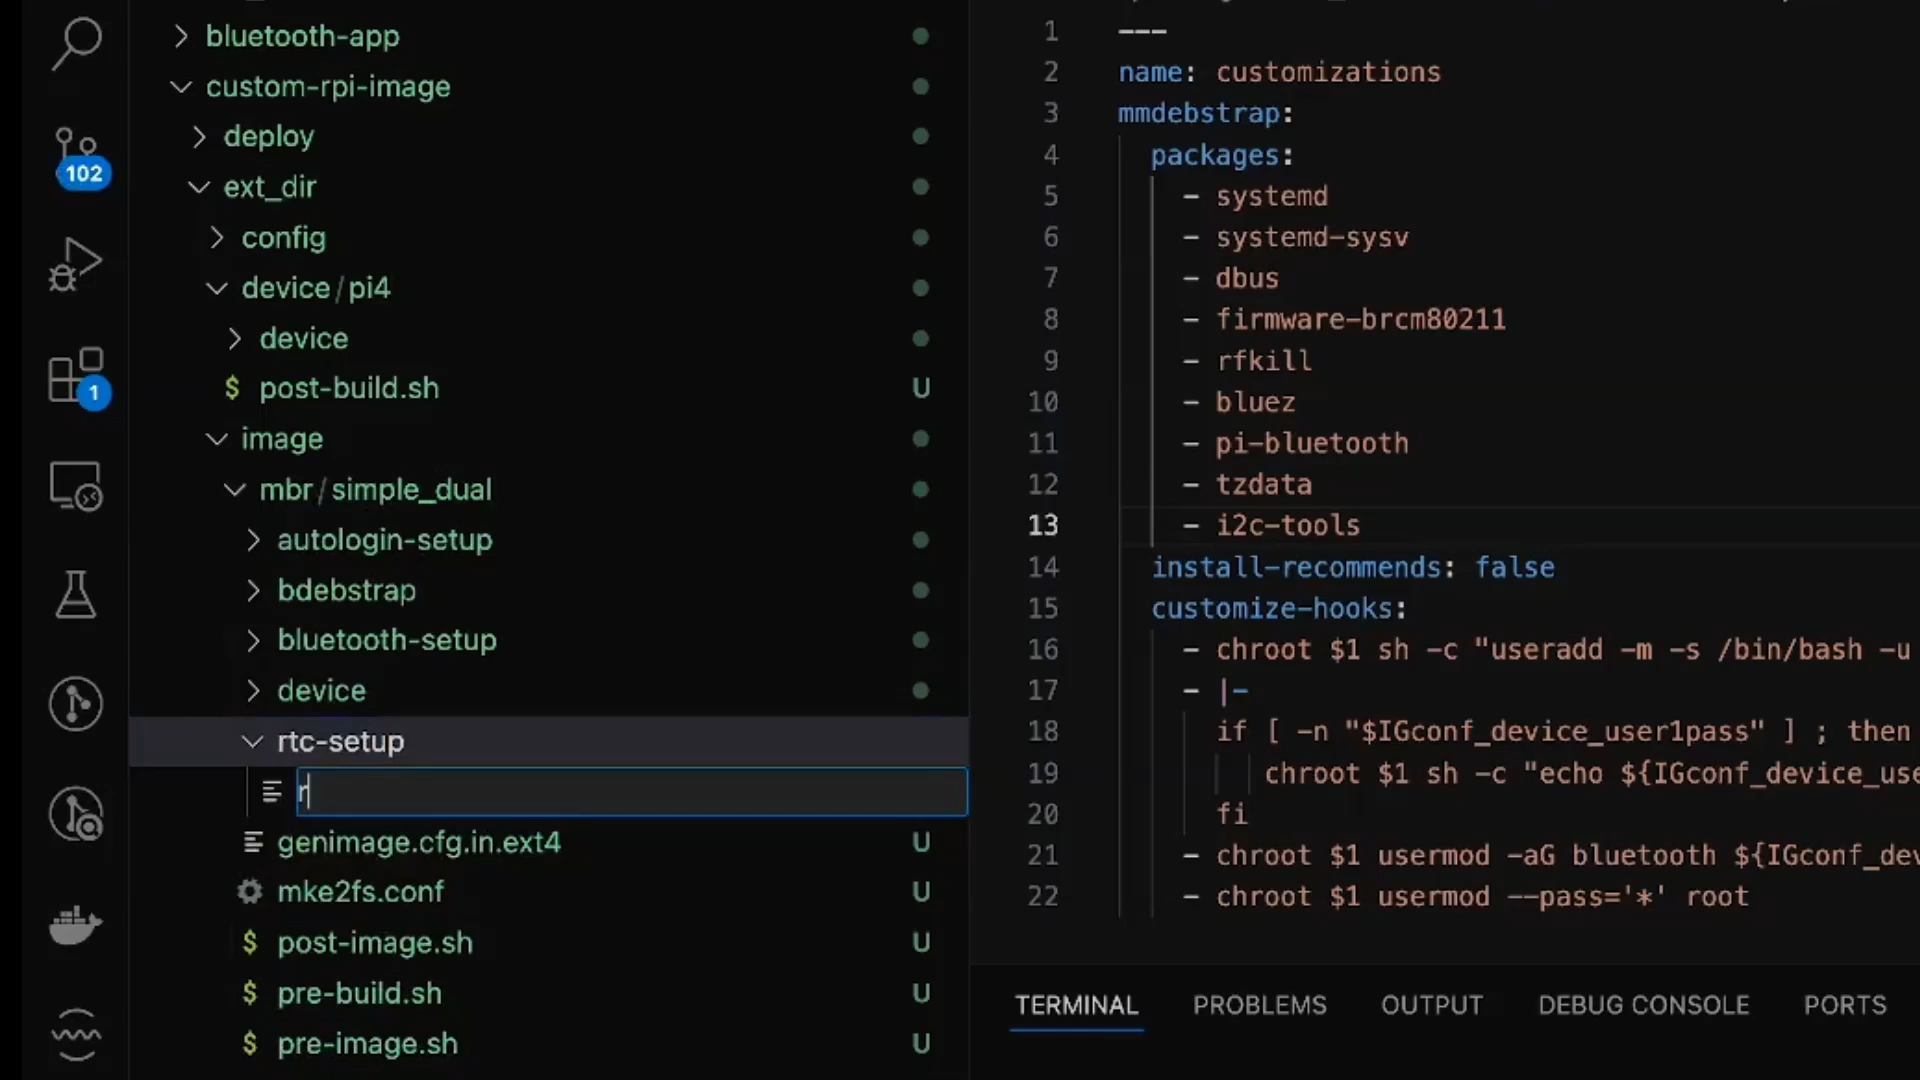 bluetooth-app
custom-rpi-image
deploy
102
ext_dir
config
device/pi4
device
1
post-build.sh U
image
mbr/simple_dual
autologin-setup
bdebstrap
bluetooth-setup
device
rtc-setup
r
genimage.cfg.in.ext4 U
mke2fs.conf U
$ post-image.sh U
$ pre-build.sh U
$ pre-image.sh U
1 ---
2 name: customizations
3 mmdebstrap:
4 packages:
5 - systemd
6 - systemd-sysv
7 - dbus
8 - firmware-brcm80211
9 - rfkill
10 - bluez
11 - pi-bluetooth
12 - tzdata
13 - i2c-tools
14 install-recommends: false
15 customize-hooks:
16 - chroot $1 sh -c "useradd -m -s /bin/bash -u
17 - |-
18 if [ -n "$IGconf_device_user1pass" ] ; then
19 chroot $1 sh -c "echo ${IGconf_device_use
20 fi
21 - chroot $1 usermod -aG bluetooth ${IGconf_dev
22 - chroot $1 usermod --pass='*' root
TERMINAL PROBLEMS OUTPUT DEBUG CONSOLE PORTS